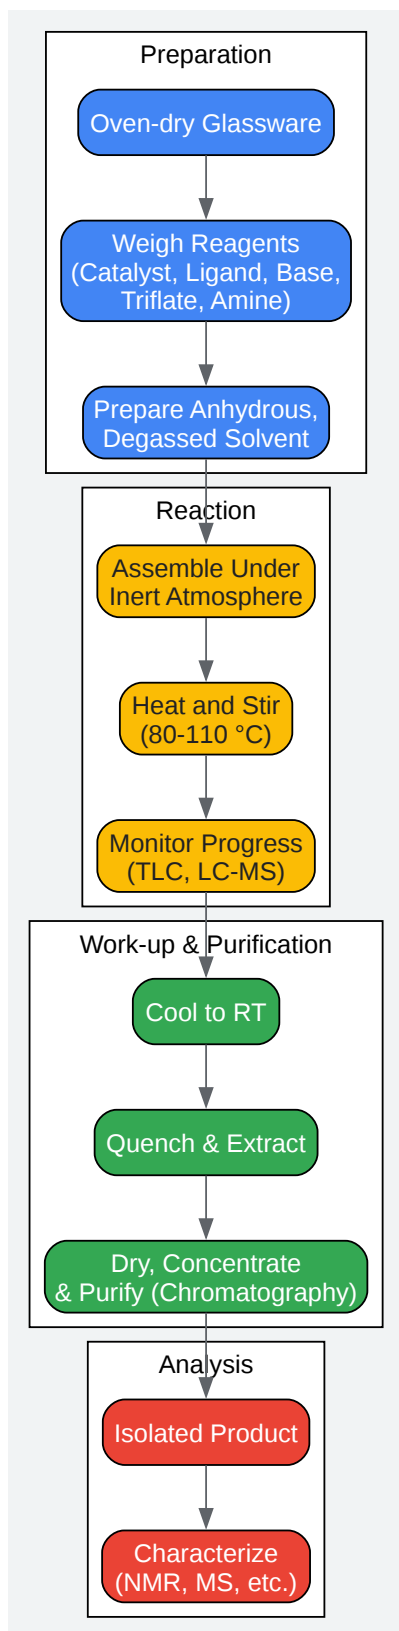 Preparation
Oven-dry Glassware
Weigh Reagents
(Catalyst, Ligand, Base,
Triflate, Amine)
Prepare Anhydrous,
Degassed Solvent
Reaction
Assemble Under
Inert Atmosphere
Heat and Stir
(80-110 °C)
Monitor Progress
(TLC, LC-MS)
Work-up & Purification
Cool to RT
Quench & Extract
Dry, Concentrate
& Purify (Chromatography)
Analysis
Isolated Product
Characterize
(NMR, MS, etc.)